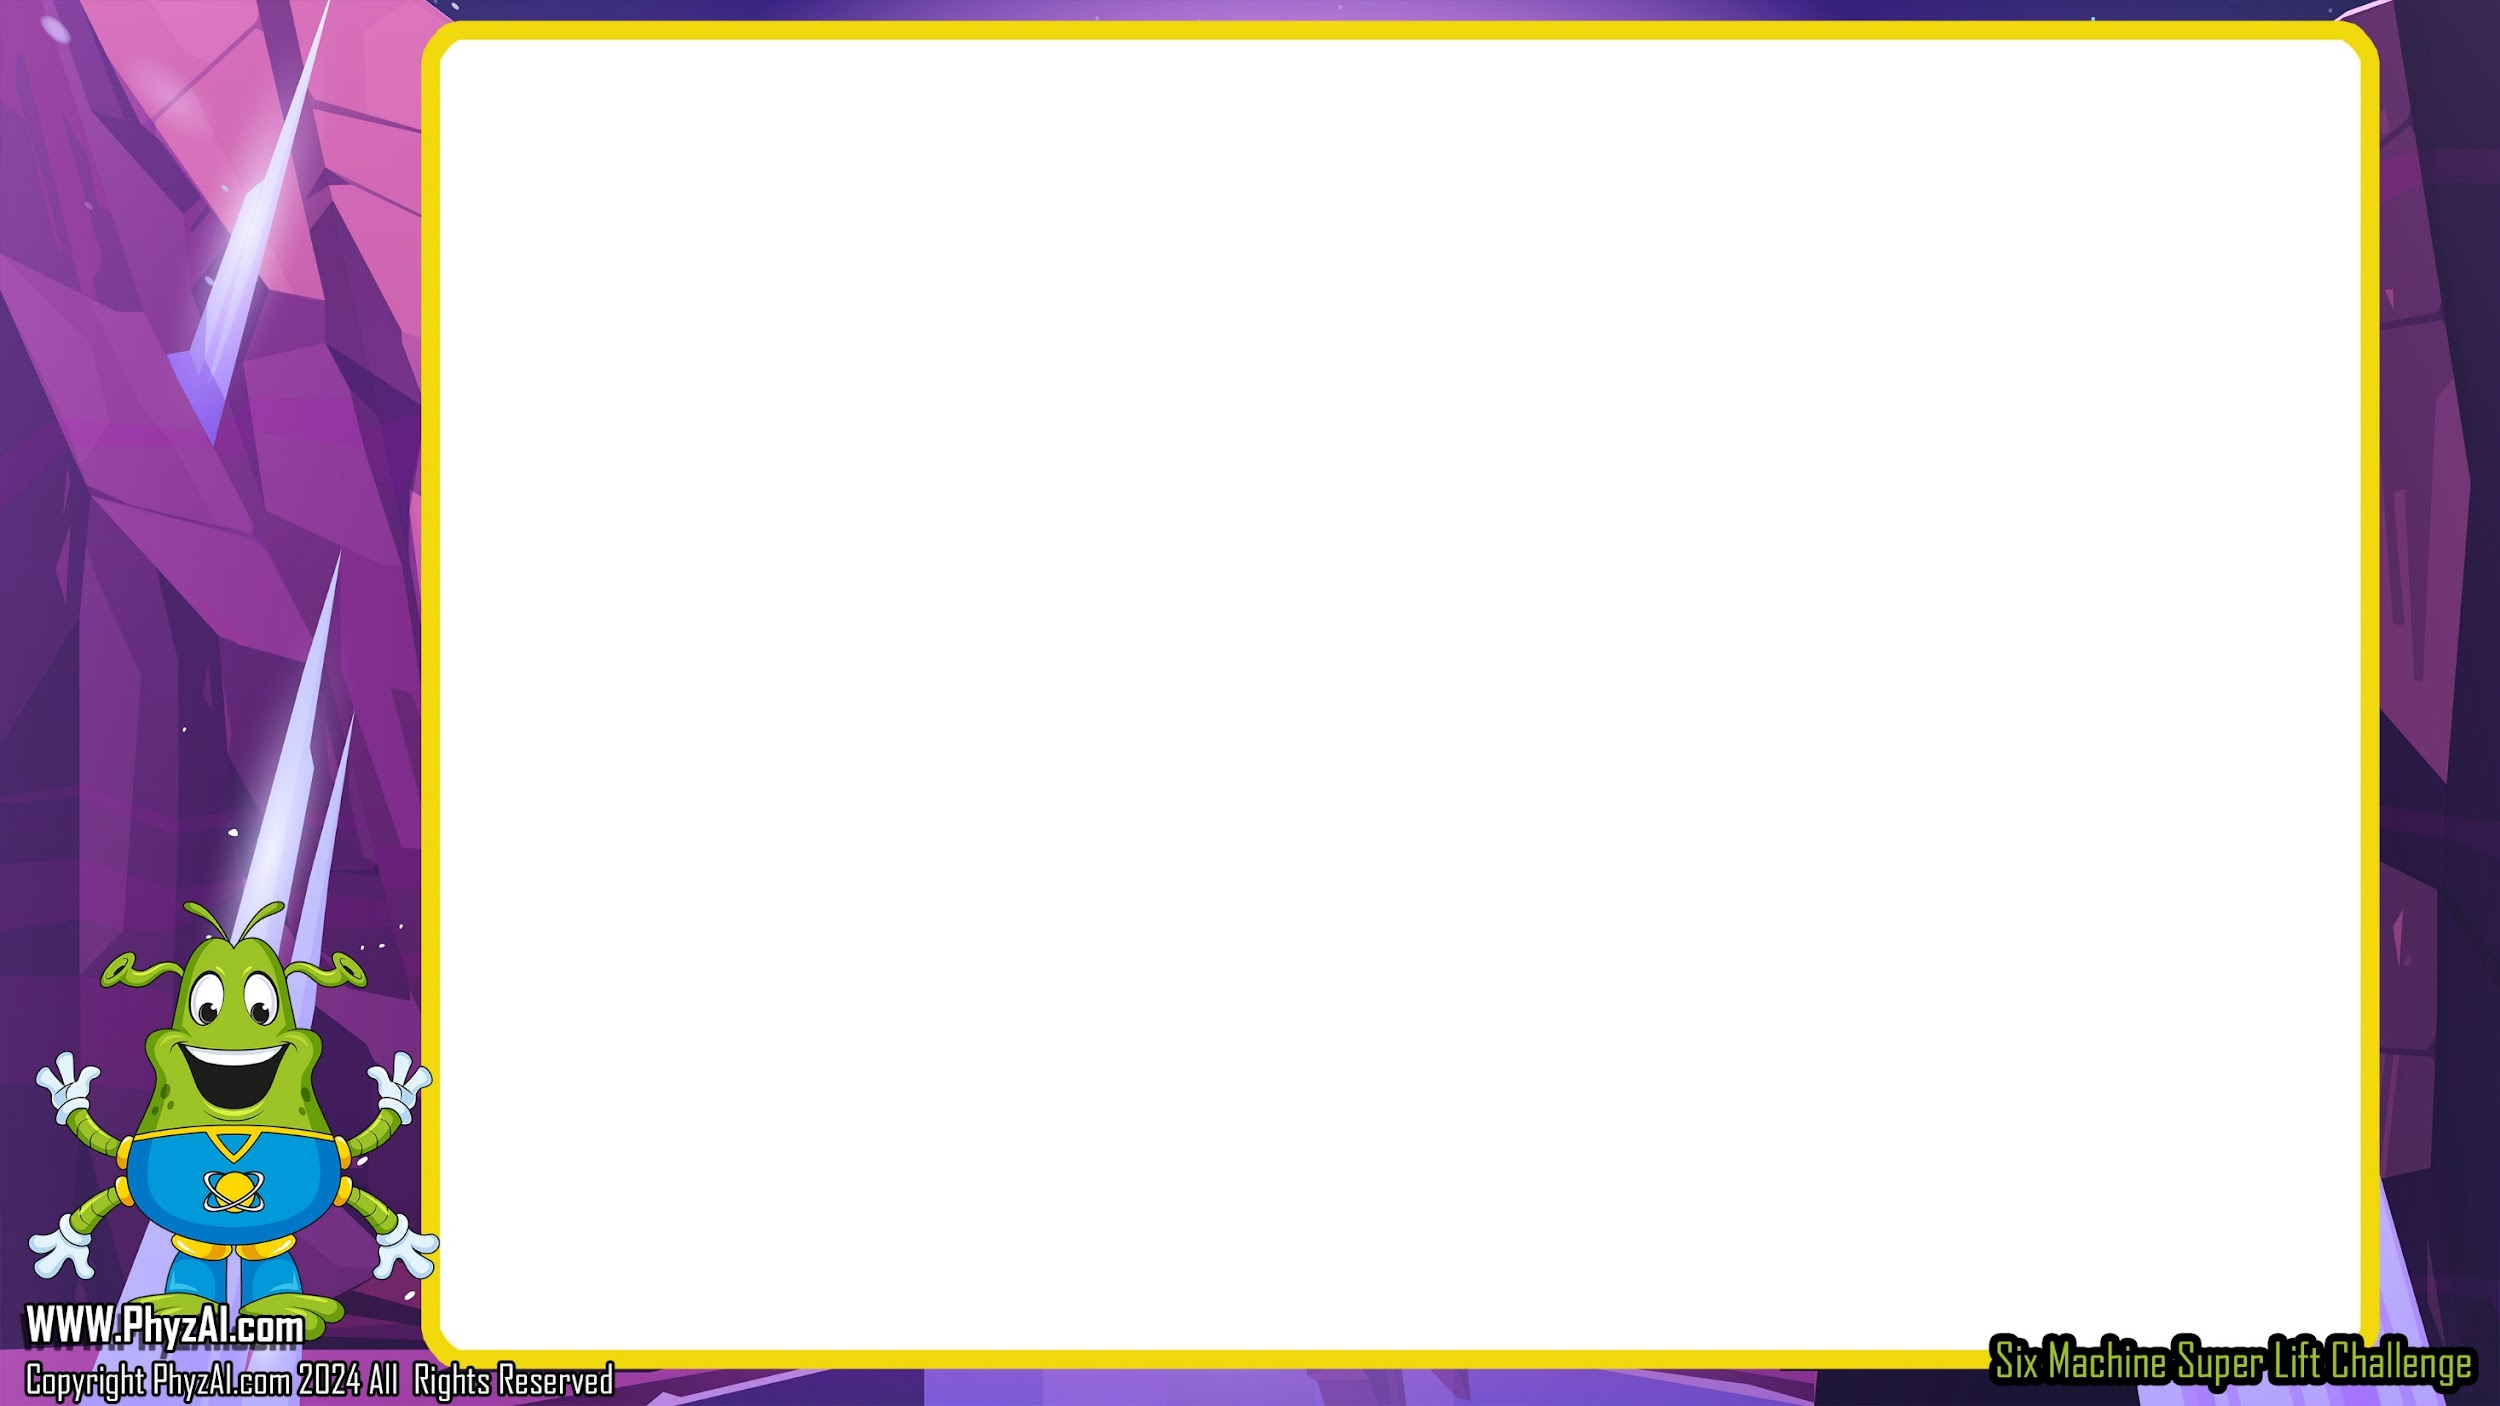 WWW.PhyzAI.com
Copyright PhyzAI.com 2024 All Rights Reserved
Six Machine Super Lift Challenge